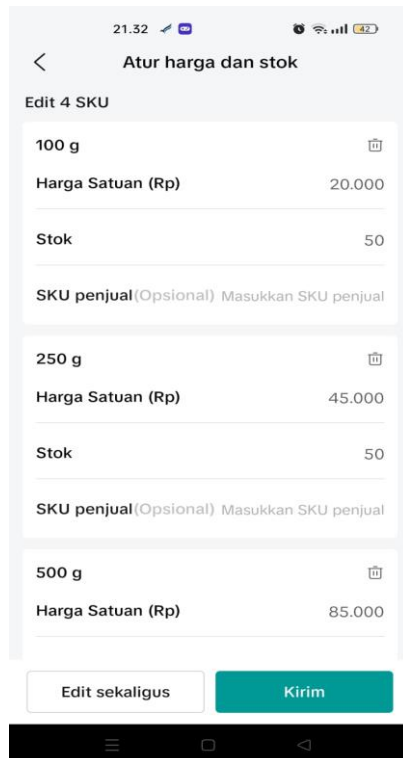 21.32
42
Atur harga dan stok
Edit 4 SKU
100 g
Harga Satuan (Rp) 20.000
Stok 50
SKU penjual(Opsional) Masukkan SKU penjual
250 g
Harga Satuan (Rp) 45.000
Stok 50
SKU penjual(Opsional) Masukkan SKU penjual
500 g
Harga Satuan (Rp) 85.000
Edit sekaligus Kirim